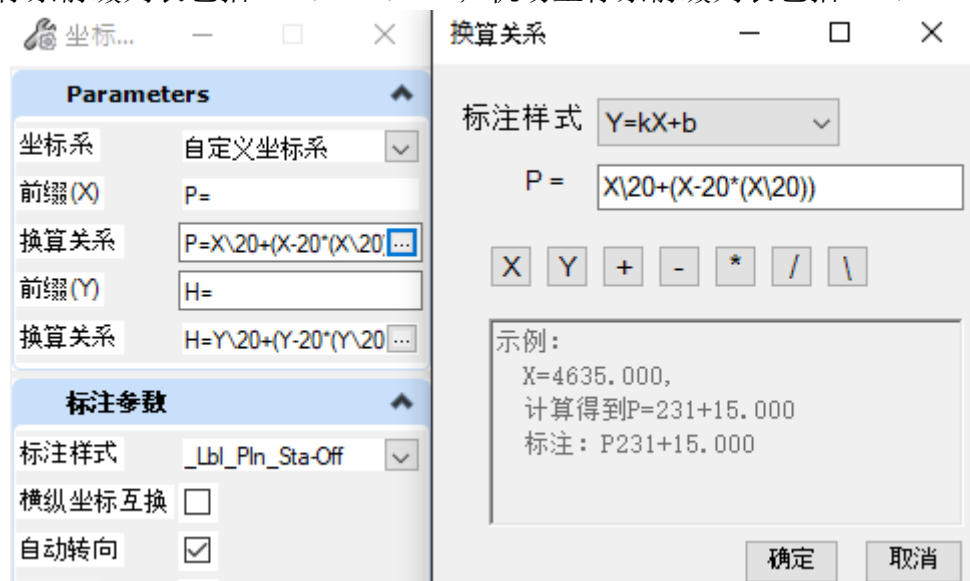 坐标...
Parameters
坐标系 自定义坐标系
前缀(X) P=
换算关系 P=X\20+(X-20*(X\20) ...
前缀(Y) H=
换算关系 H=Y\20+(Y-20*(Y\20 ...
标注参数
标注样式 _Lbl_Pln_Sta-Off
横纵坐标互换
自动转向
换算关系
标注样式 Y=kX+b
P = X\20+(X-20*(X\20))
X Y + - * / \
示例:
X=4635.000,
计算得到P=231+15.000
标注: P231+15.000
确定 取消